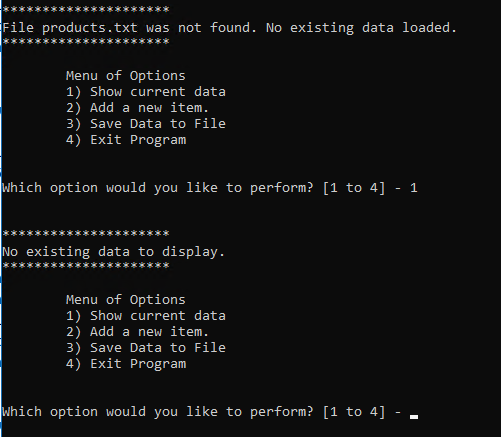 *********************
File products.txt was not found. No existing data loaded.
*********************
Menu of Options
1) Show current data
2) Add a new item.
3) Save Data to File
4) Exit Program
Which option would you like to perform? [1 to 4] - 1
*********************
No existing data to display.
*********************
Menu of Options
1) Show current data
2) Add a new item.
3) Save Data to File
4) Exit Program
Which option would you like to perform? [1 to 4] -